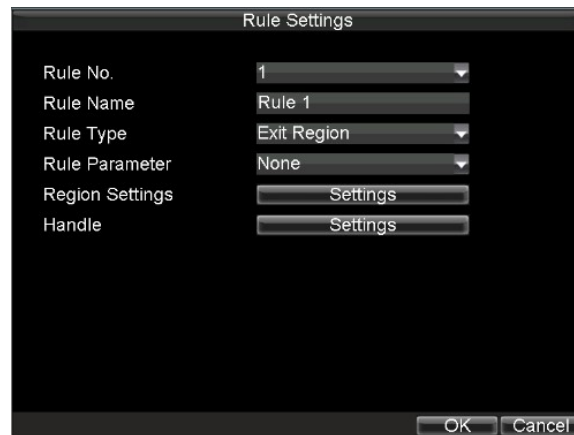 Rule Settings
Rule No. 1
Rule Name Rule 1
Rule Type Exit Region
Rule Parameter None
Region Settings Settings
Handle Settings
OK Cancel